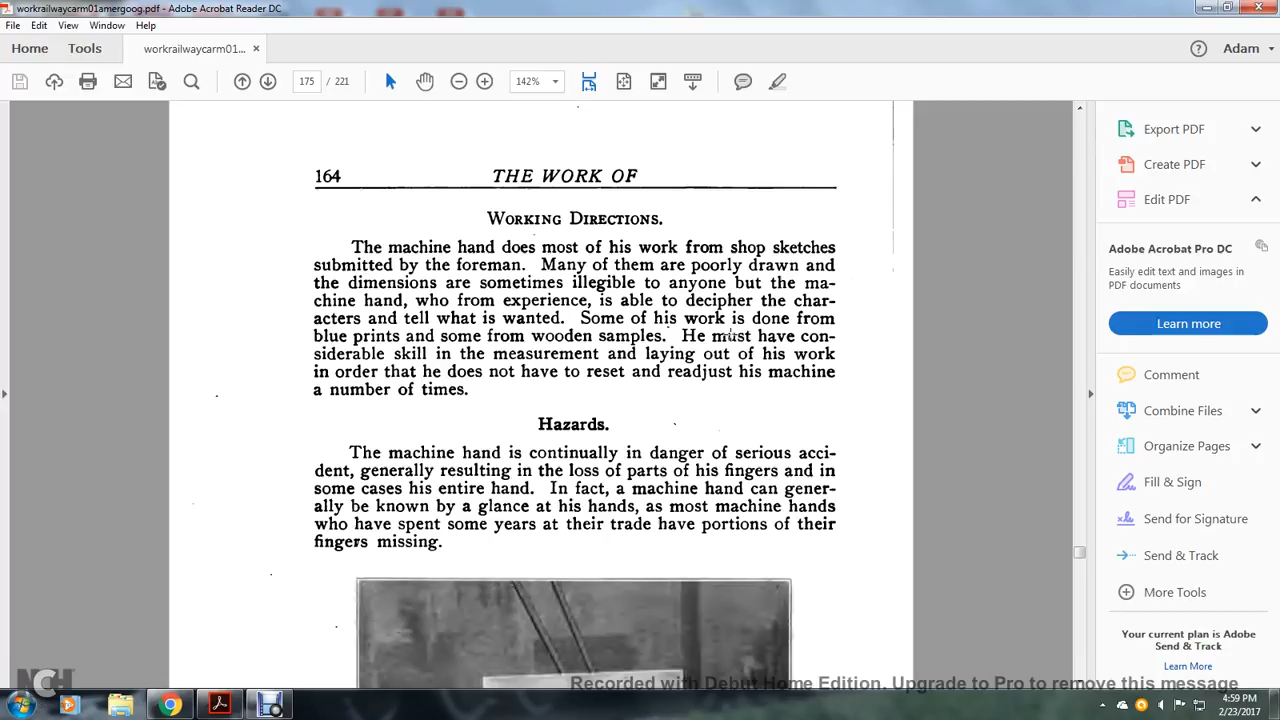 workrailwaycarm01amergoog.pdf - Adobe Acrobat Reader DC
File Edit View Window Help
Home Tools workrailwaycarm01... × Adam
175 / 221 142%
164 THE WORK OF
WORKING DIRECTIONS.
The machine hand does most of his work from shop sketches
submitted by the foreman. Many of them are poorly drawn and
the dimensions are sometimes illegible to anyone but the ma-
chine hand, who from experience, is able to decipher the char-
acters and tell what is wanted. Some of his work is done from
blue prints and some from wooden samples. He must have con-
siderable skill in the measurement and laying out of his work
in order that he does not have to reset and readjust his machine
a number of times.
Hazards.
The machine hand is continually in danger of serious acci-
dent, generally resulting in the loss of parts of his fingers and in
some cases his entire hand. In fact, a machine hand can gener-
ally be known by a glance at his hands, as most machine hands
who have spent some years at their trade have portions of their
fingers missing.
Export PDF
Create PDF
Edit PDF
Adobe Acrobat Pro DC
Easily edit text and images in
PDF documents
Learn more
Comment
Combine Files
Organize Pages
Fill & Sign
Send for Signature
Send & Track
More Tools
Your current plan is Adobe
Send & Track
Learn More
NCH
Recorded with Debut Home Edition. Upgrade to Pro to remove this message
4:59 PM
2/23/2017